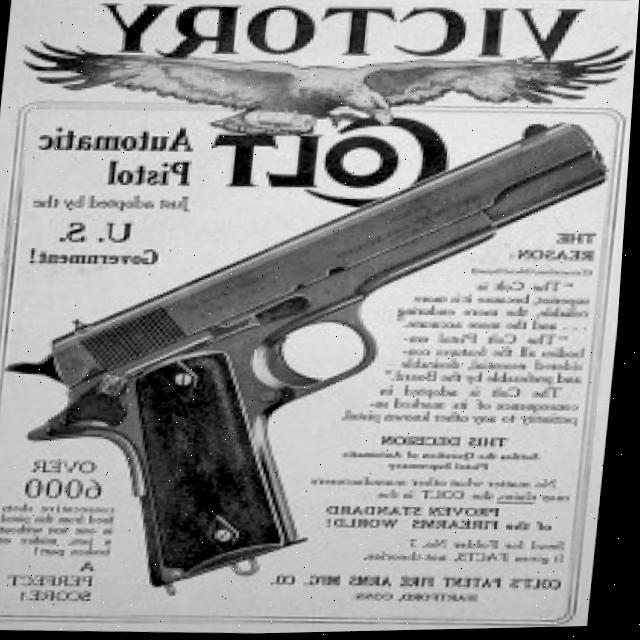 VICTORY
COLT
Automatic
Pistol
Just adopted by the
U. S.
Government!
THE
REASON:
"The Colt is
superior, because it is more
reliable, the more enduring
. . . . and the more accurate.
"The Colt Pistol em-
bodies all the features con-
sidered essential, desirable
and preferable by the Board."
The Colt is adopted in
consequence of its marked su-
periority to any other known pistol.
THIS DECISION
Settles the Question of Automatic
Pistol Supremacy
No matter what other manufacturers
may claim, the COLT is the
PROVEN STANDARD
of the FIREARMS WORLD!
Send for Folder No. 7.
It gives FACTS, not theories.
COLT'S PATENT FIRE ARMS MFG. CO.
HARTFORD, CONN.
OVER
6000
consecutive shots
A
PERFECT
SCORE!